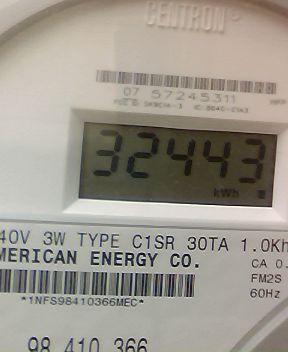 CENTRON®
07 57245311
32443
kWh
40V 3W TYPE C1SR 30TA 1.0Kh
MERICAN ENERGY CO.
CA 0.
FM2S
60Hz
*1NFS98410366MEC*
98 410 366